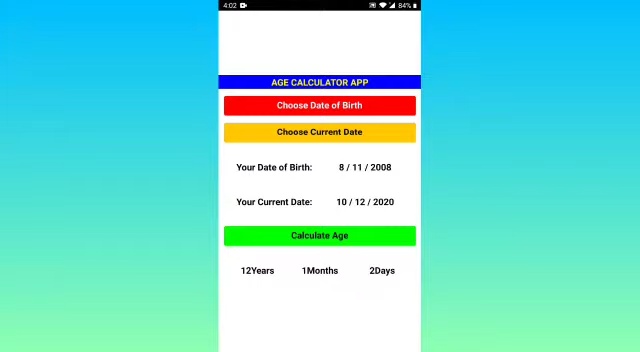 4:02 84%
AGE CALCULATOR APP
Choose Date of Birth
Choose Current Date
Your Date of Birth: 8 / 11 / 2008
Your Current Date: 10 / 12 / 2020
Calculate Age
12Years 1Months 2Days